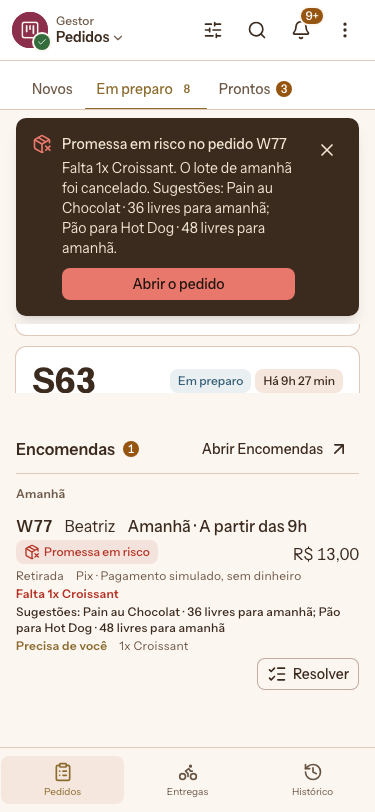 Gestor
Pedidos
9+
Novos
Em preparo 8
Prontos 3
Promessa em risco no pedido W77
Falta 1x Croissant. O lote de amanhã
foi cancelado. Sugestões: Pain au
Chocolat · 36 livres para amanhã;
Pão para Hot Dog · 48 livres para
amanhã.
Abrir o pedido
S63
Em preparo
Há 9h 27 min
Encomendas 1
Abrir Encomendas
Amanhã
W77 Beatriz Amanhã · A partir das 9h
Promessa em risco
R$ 13,00
Retirada Pix · Pagamento simulado, sem dinheiro
Falta 1x Croissant
Sugestões: Pain au Chocolat · 36 livres para amanhã; Pão
para Hot Dog · 48 livres para amanhã
Precisa de você 1x Croissant
Resolver
Pedidos
Entregas
Histórico